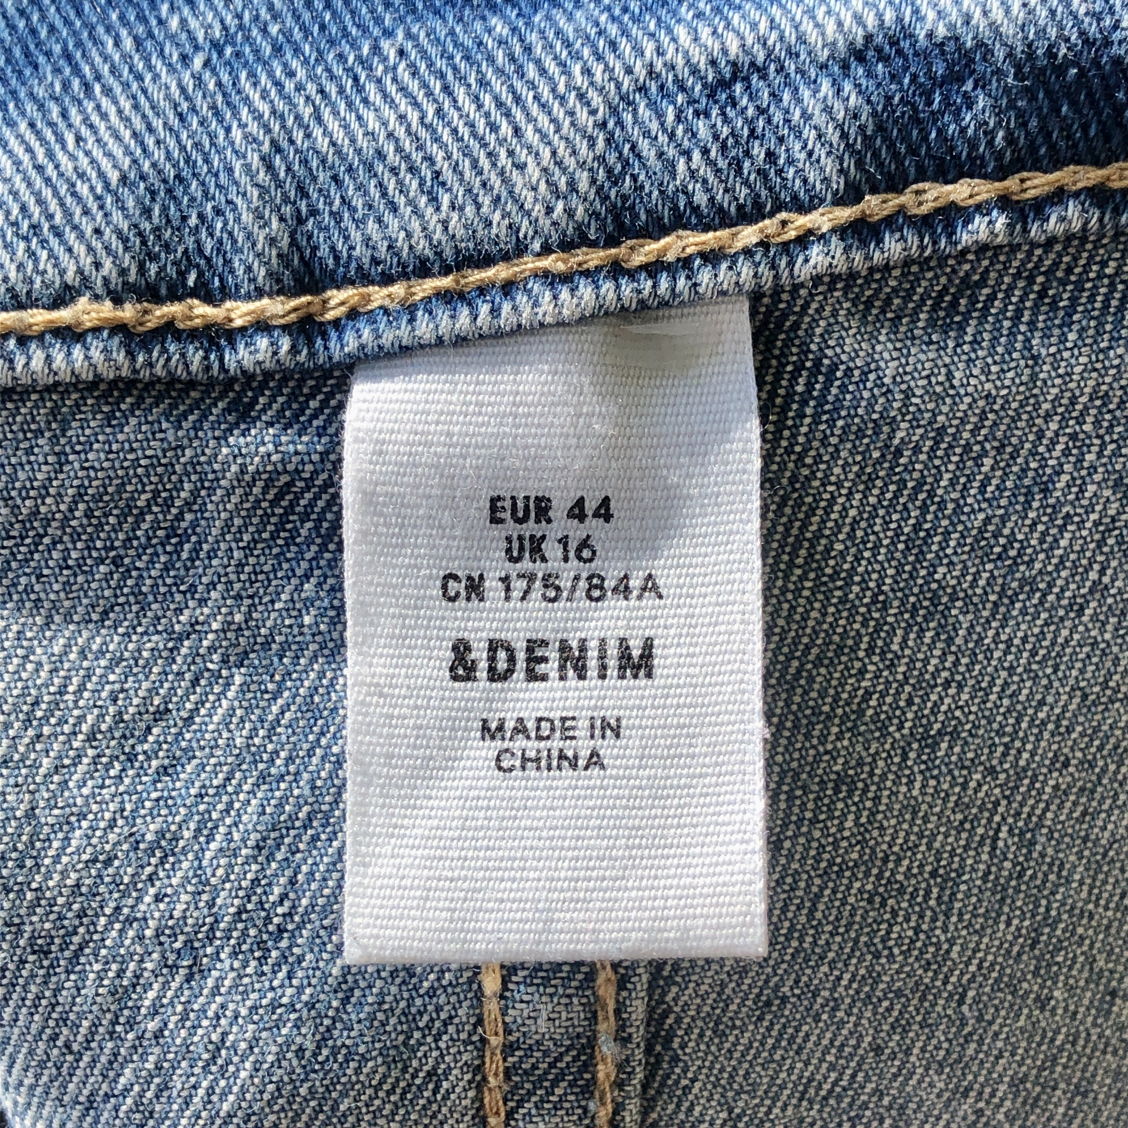 EUR 44
UK 16
CN 175/84A
&DENIM
MADE IN
CHINA